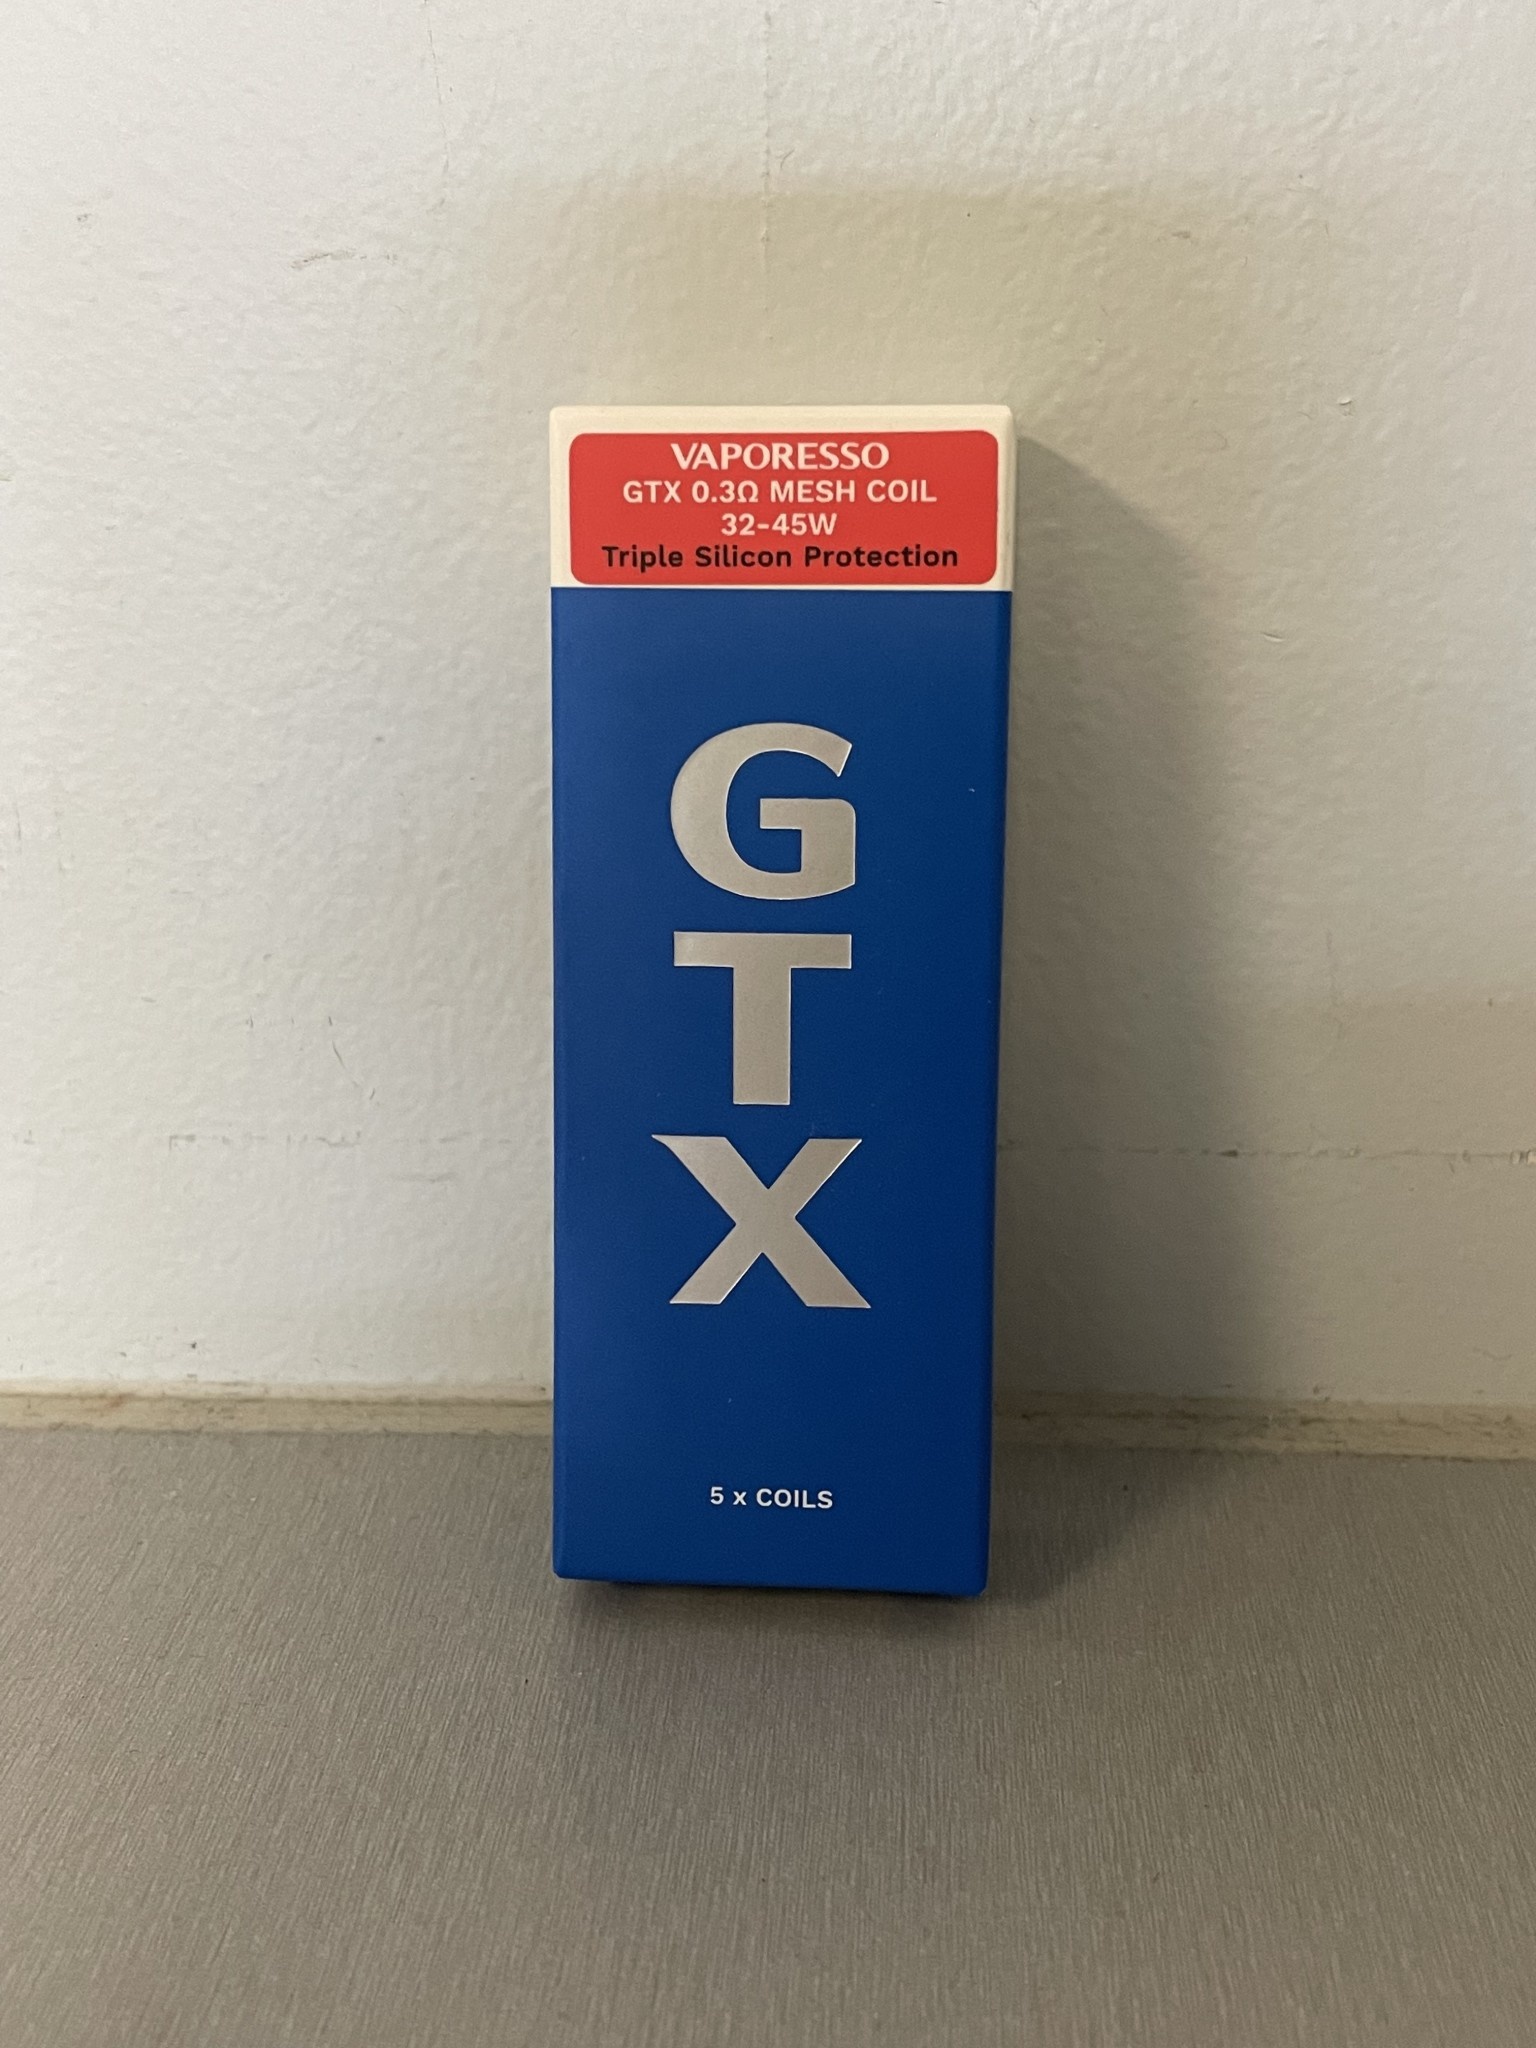 VAPORESSO
GTX 0.3Ω MESH COIL
32-45W
Triple Silicon Protection
G
T
X
5 x COILS